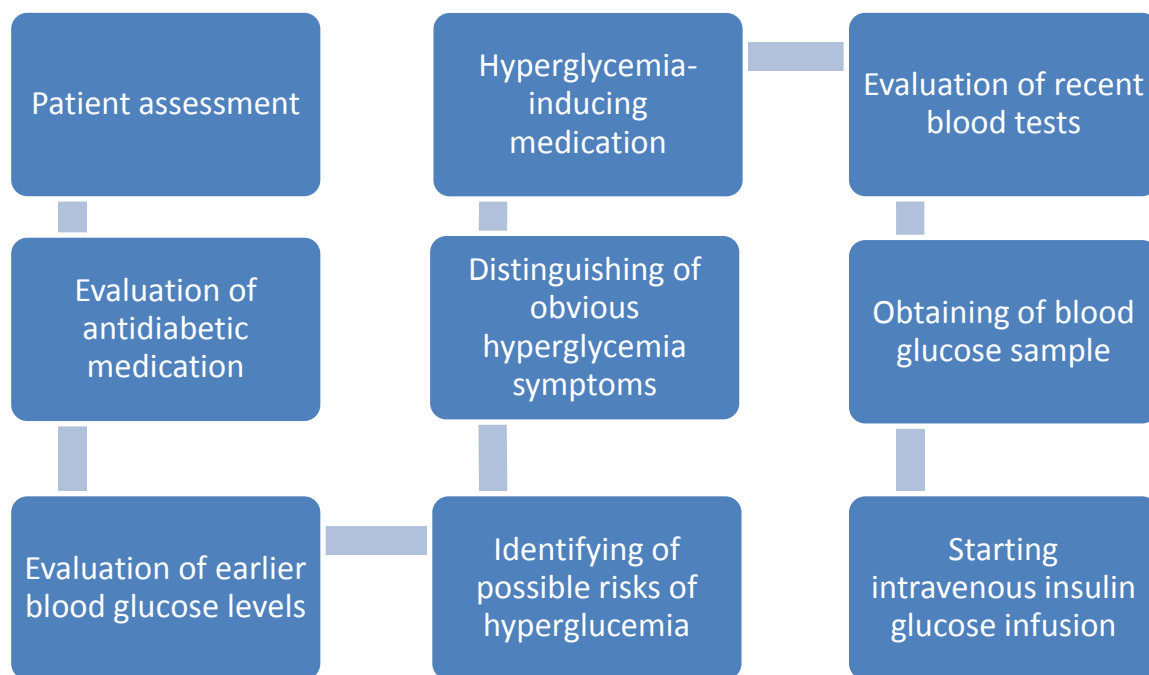 Patient assessment
Evaluation of
antidiabetic
medication
Evaluation of earlier
blood glucose levels
Identifying of
possible risks of
hyperglucemia
Distinguishing of
obvious
hyperglycemia
symptoms
Hyperglycemia-
inducing
medication
Evaluation of recent
blood tests
Obtaining of blood
glucose sample
Starting
intravenous insulin
glucose infusion